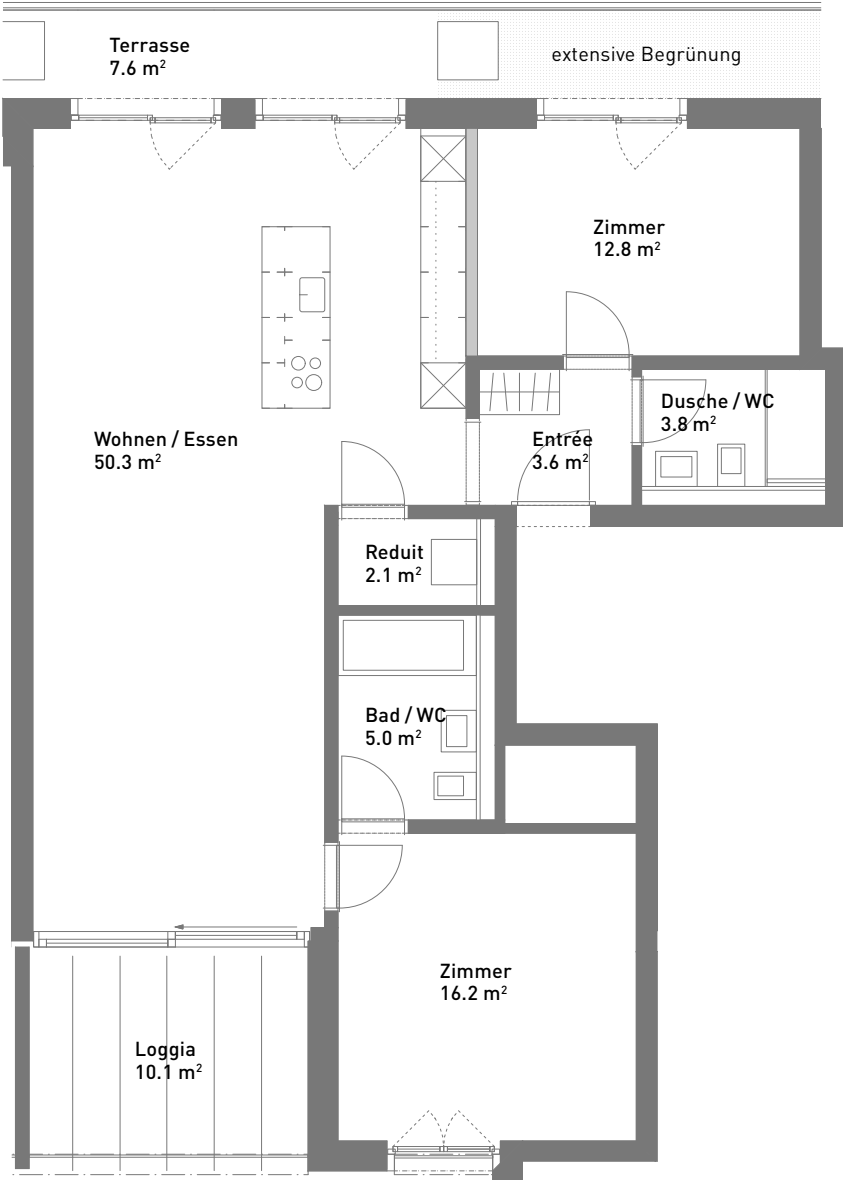 Terrasse
7.6 m²
extensive Begrünung
Zimmer
12.8 m²
Wohnen / Essen
50.3 m²
Entrée
3.6 m²
Dusche / WC
3.8 m²
Reduit
2.1 m²
Bad / WC
5.0 m²
Zimmer
16.2 m²
Loggia
10.1 m²